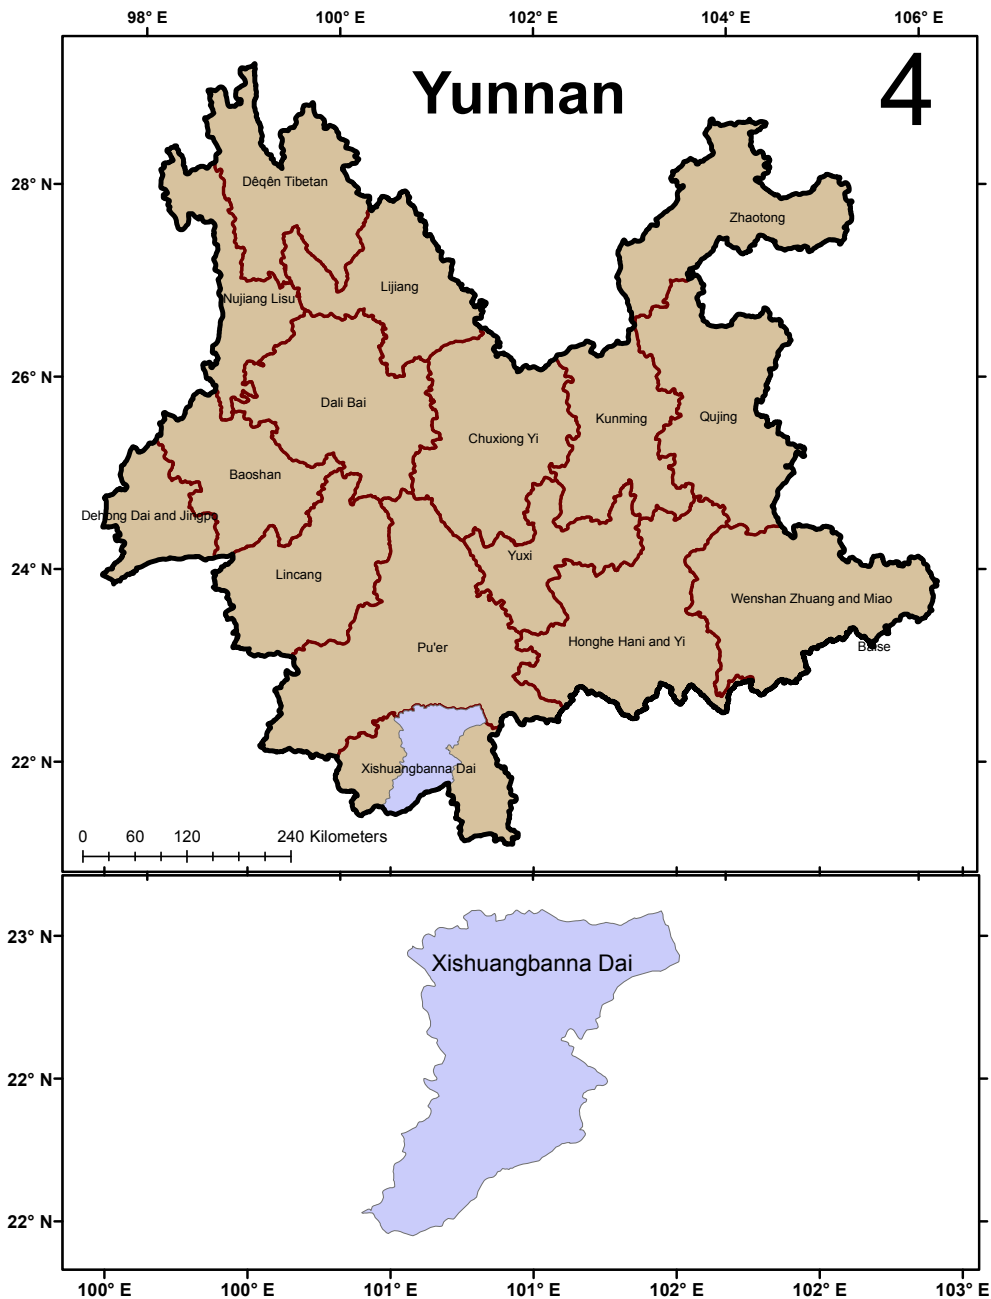 98° E 100° E 102° E 104° E 106° E
Yunnan 4
28° N
Dêqên Tibetan
Zhaotong
Lijiang
Nujiang Lisu
26° N
Dali Bai
Kunming
Qujing
Chuxiong Yi
Baoshan
Dehong Dai and Jingpo
Yuxi
24° N
Lincang
Wenshan Zhuang and Miao
Honghe Hani and Yi
Baise
Pu'er
22° N
Xishuangbanna Dai
0 60 120 240 Kilometers
23° N
Xishuangbanna Dai
22° N
22° N
100° E 100° E 101° E 101° E 102° E 102° E 103° E